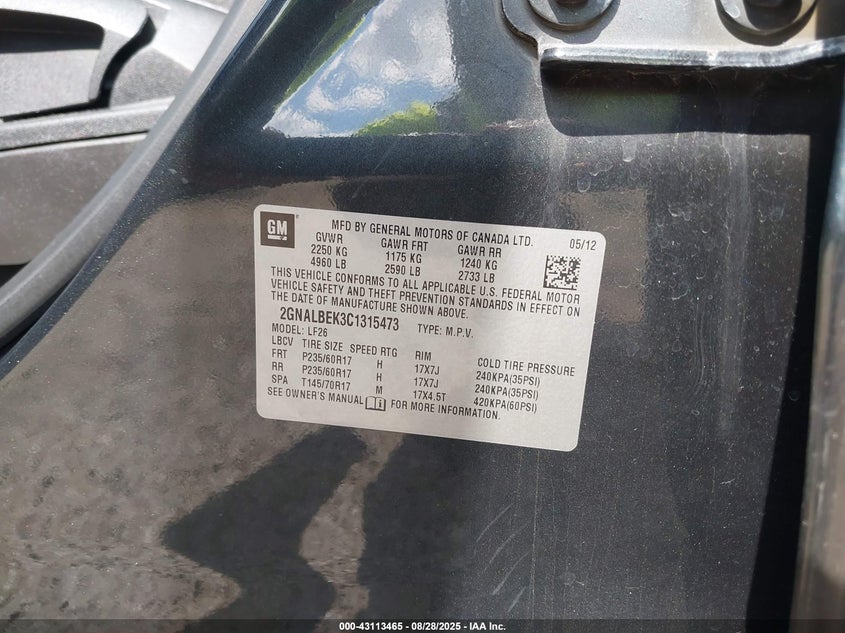 GM
MFD BY GENERAL MOTORS OF CANADA LTD. 05/12
GVWR GAWR FRT GAWR RR
2250 KG 1175 KG 1240 KG
4960 LB 2590 LB 2733 LB
THIS VEHICLE CONFORMS TO ALL APPLICABLE U.S. FEDERAL MOTOR
VEHICLE SAFETY AND THEFT PREVENTION STANDARDS IN EFFECT ON
THE DATE OF MANUFACTURE SHOWN ABOVE.
2GNALBEK3C1315473 TYPE: M.P.V.
MODEL: LF26
LBCV TIRE SIZE SPEED RTG RIM COLD TIRE PRESSURE
FRT P235/60R17 H 17X7J 240KPA(35PSI)
RR P235/60R17 H 17X7J 240KPA(35PSI)
SPA T145/70R17 M 17X4.5T 420KPA(60PSI)
SEE OWNER'S MANUAL i FOR MORE INFORMATION.
000-43113465 - 08/28/2025 - IAA Inc.